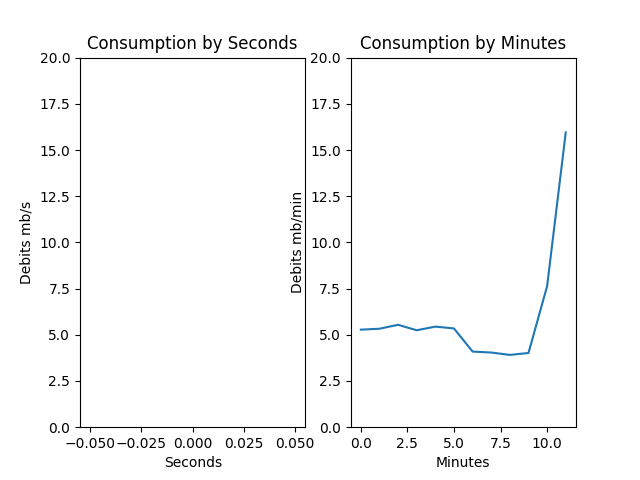 Consumption by Seconds
20.0
17.5
15.0
12.5
10.0
7.5
5.0
2.5
0.0
Debits mb/s
−0.050 −0.025 0.000 0.025 0.050
Seconds
Consumption by Minutes
20.0
17.5
15.0
12.5
10.0
7.5
5.0
2.5
0.0
Debits mb/min
0.0 2.5 5.0 7.5 10.0
Minutes